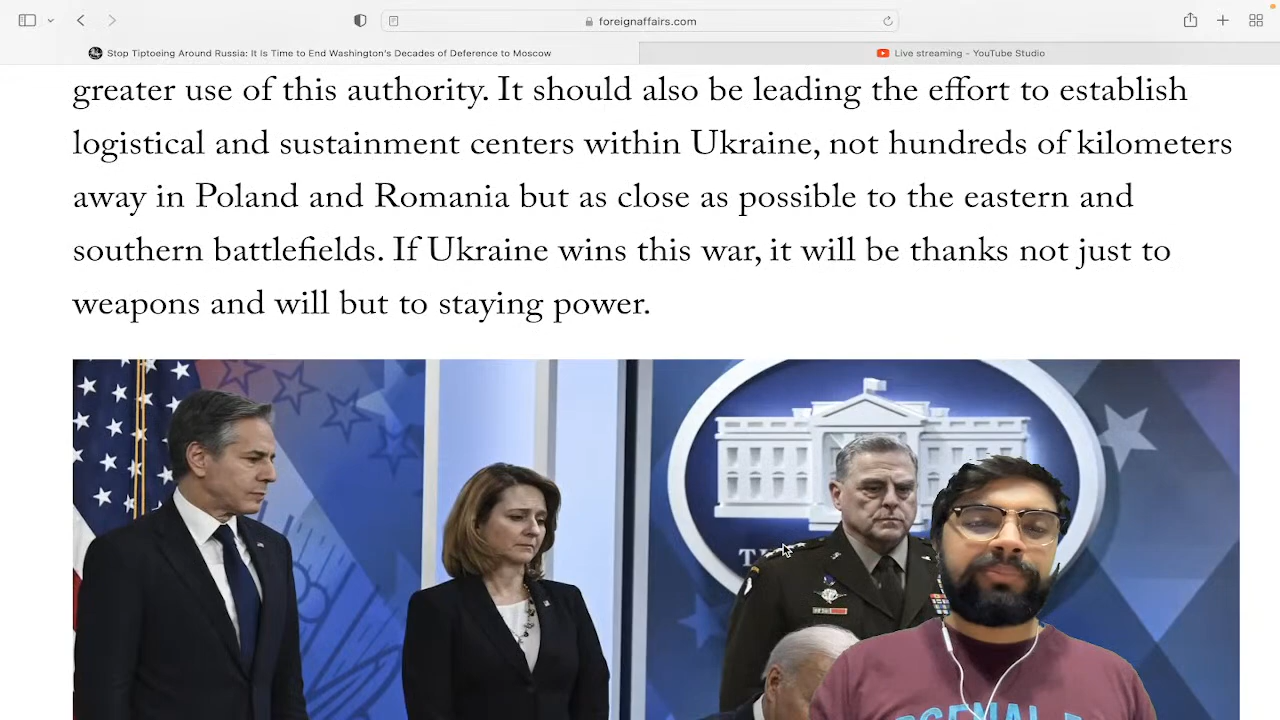 foreignaffairs.com
Stop Tiptoeing Around Russia: It Is Time to End Washington's Decades of Deference to Moscow
Live streaming - YouTube Studio
greater use of this authority. It should also be leading the effort to establish
logistical and sustainment centers within Ukraine, not hundreds of kilometers
away in Poland and Romania but as close as possible to the eastern and
southern battlefields. If Ukraine wins this war, it will be thanks not just to
weapons and will but to staying power.